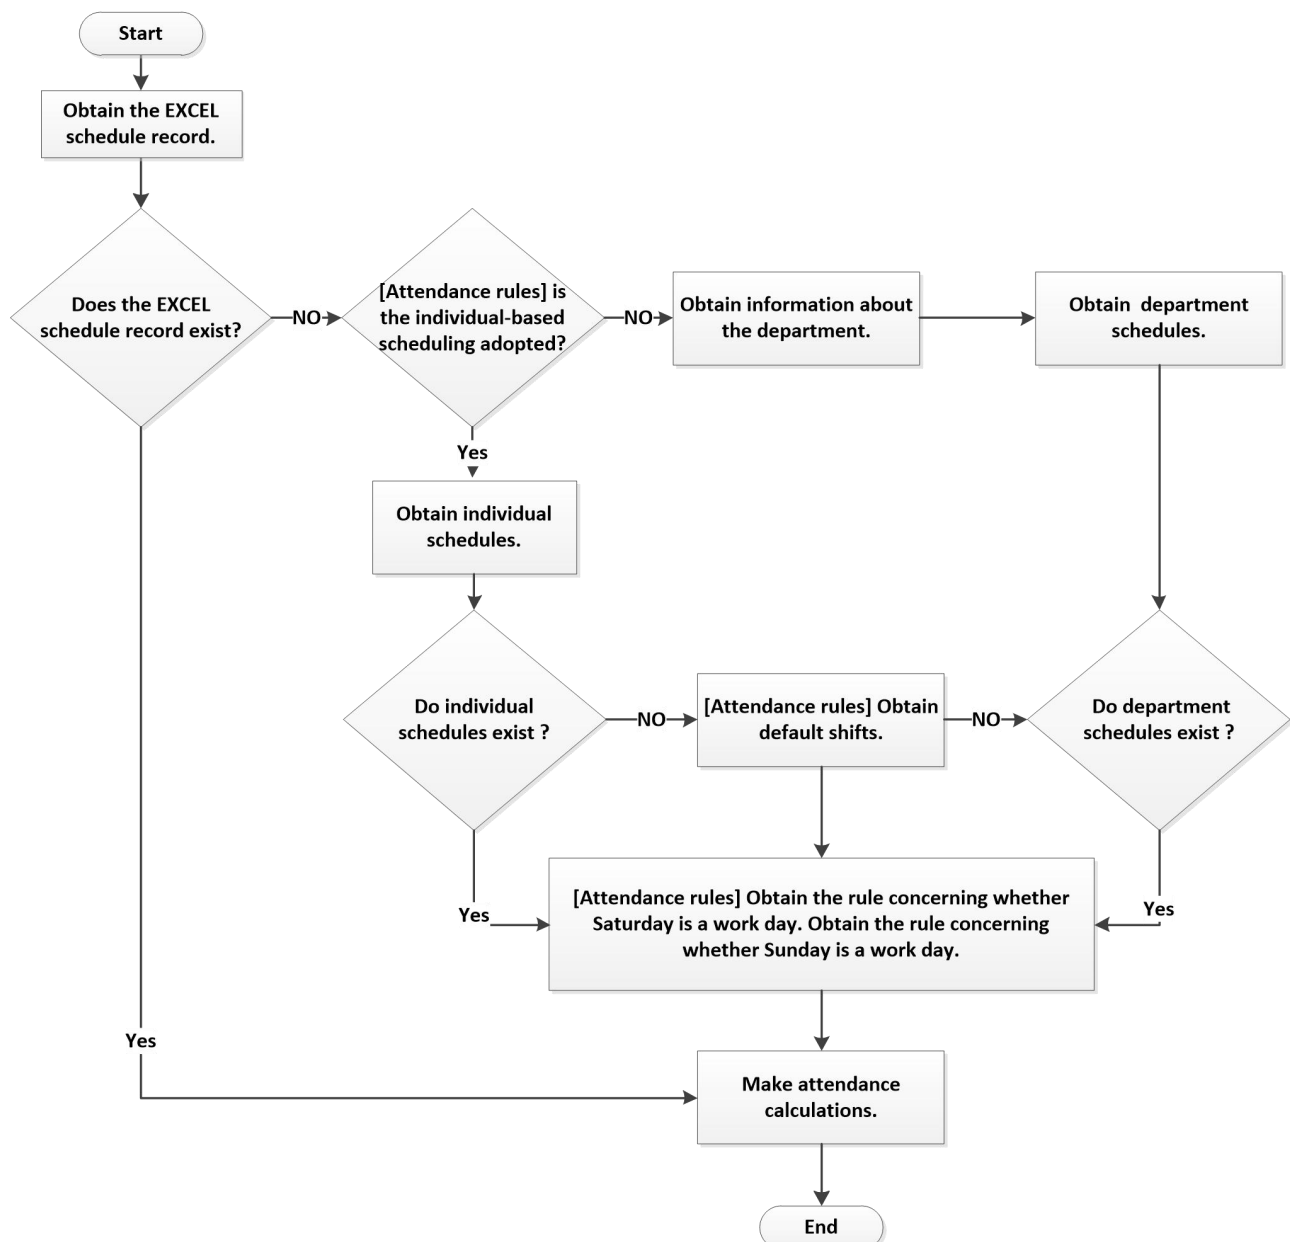 Start
Obtain the EXCEL
schedule record.
Does the EXCEL
schedule record exist?
NO
[Attendance rules] is
the individual-based
scheduling adopted?
NO
Obtain information about
the department.
Obtain  department
schedules.
Yes
Obtain individual
schedules.
Do individual
schedules exist ?
NO
[Attendance rules] Obtain
default shifts.
NO
Do department
schedules exist ?
Yes
[Attendance rules] Obtain the rule concerning whether
Saturday is a work day. Obtain the rule concerning
whether Sunday is a work day.
Yes
Yes
Make attendance
calculations.
End